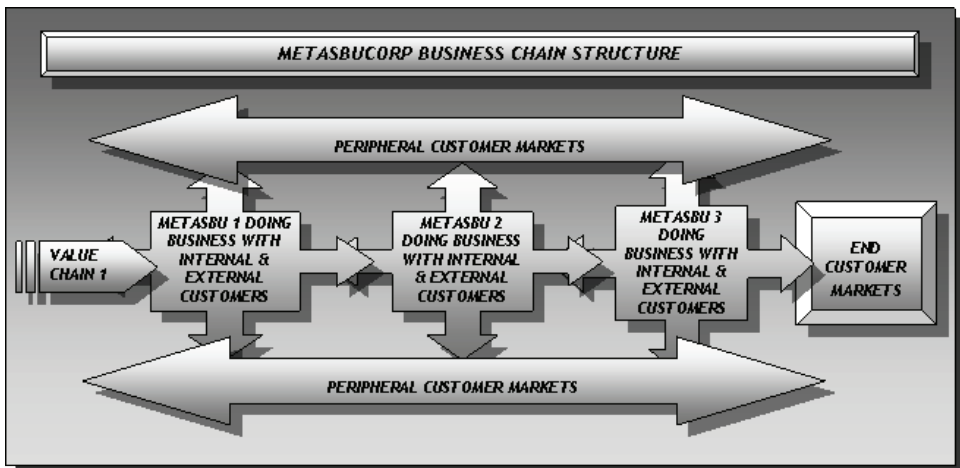 METASBUCORP BUSINESS CHAIN STRUCTURE
PERIPHERAL CUSTOMER MARKETS
VALUE
CHAIN 1
METASBU 1 DOING
BUSINESS WITH
INTERNAL &
EXTERNAL
CUSTOMERS
METASBU 2
DOING BUSINESS
WITH INTERNAL
& EXTERNAL
CUSTOMERS
METASBU 3
DOING
BUSINESS WITH
INTERNAL &
EXTERNAL
CUSTOMERS
END
CUSTOMER
MARKETS
PERIPHERAL CUSTOMER MARKETS